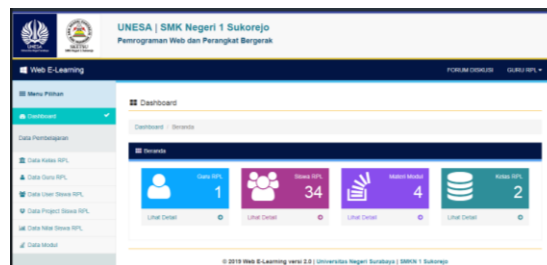 UNESA | SMK Negeri 1 Sukorejo
Pemrograman Web dan Perangkat Bergerak
Web E-Learning
FORUM DISKUSI
GURU RPL
Menu Pilihan
Dashboard
Data Pembelajaran
Data Kelas RPL
Data Guru RPL
Data User Siswa RPL
Data Project Siswa RPL
Data Nilai Siswa RPL
Data Modul
Dashboard
Dashboard / Beranda
Beranda
Guru RPL
1
Lihat Detail
Siswa RPL
34
Lihat Detail
Materi Modul
4
Lihat Detail
Kelas RPL
2
Lihat Detail
© 2019 Web E-Learning versi 2.0 | Universitas Negeri Surabaya | SMKN 1 Sukorejo